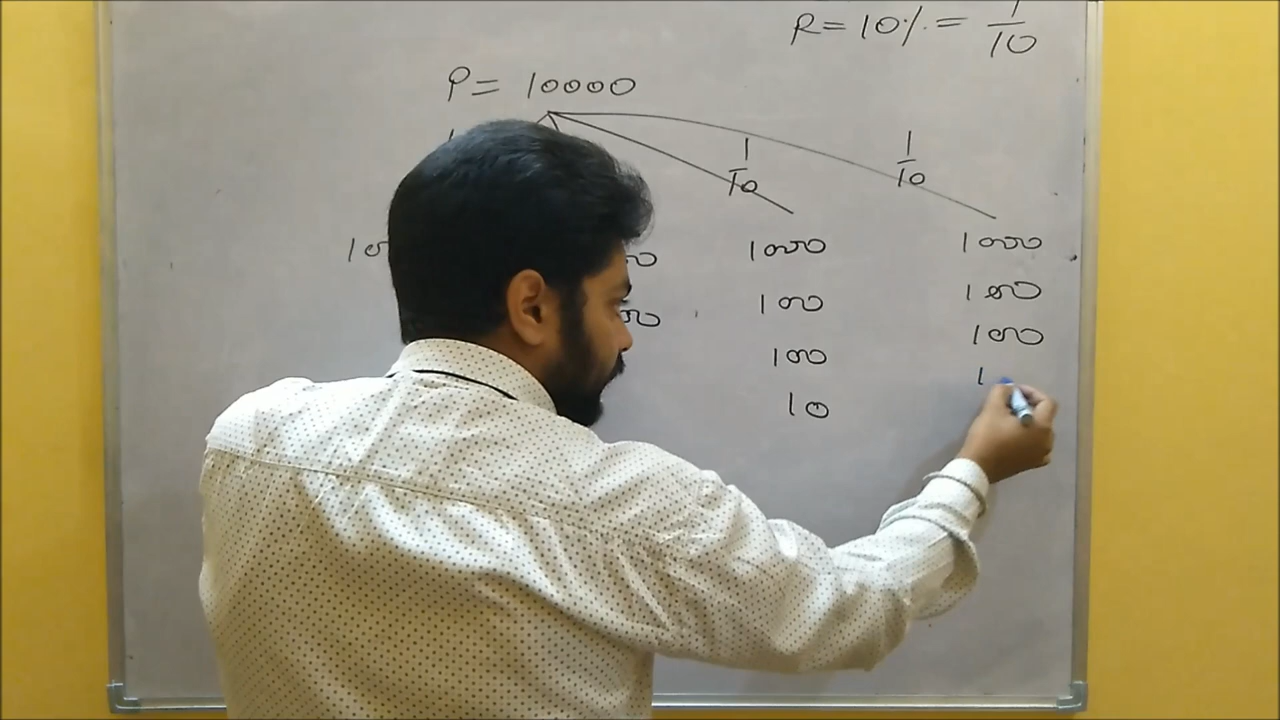 R = 10% = 1/10
P = 10000
1/10 1/10
1000 1000
100 100
100 100
10